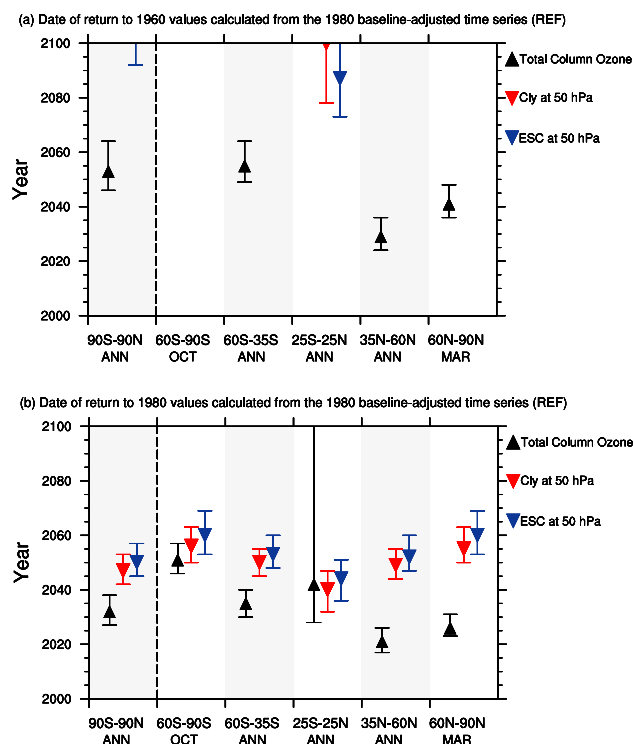 (a) Date of return to 1960 values calculated from the 1980 baseline-adjusted time series (REF)
2100
2080
2060
2040
2020
2000
Year
Total Column Ozone
Cly at 50 hPa
ESC at 50 hPa
90S-90N 60S-90S 60S-35S 25S-25N 35N-60N 60N-90N
ANN OCT ANN ANN ANN MAR
(b) Date of return to 1980 values calculated from the 1980 baseline-adjusted time series (REF)
2100
2080
2060
2040
2020
2000
Year
Total Column Ozone
Cly at 50 hPa
ESC at 50 hPa
90S-90N 60S-90S 60S-35S 25S-25N 35N-60N 60N-90N
ANN OCT ANN ANN ANN MAR